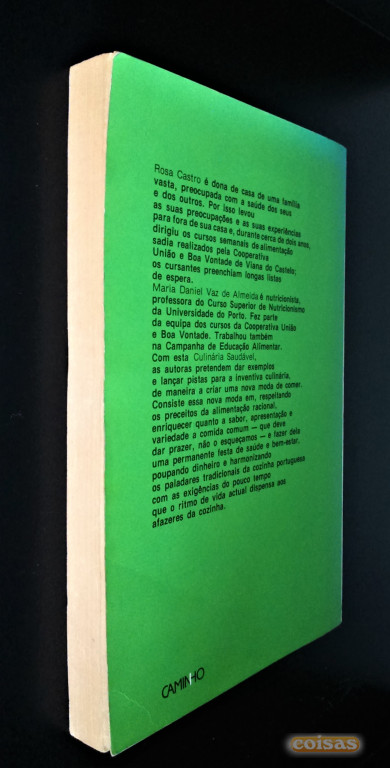 Rosa Castro é dona de casa de uma família
vasta, preocupada com a saúde dos seus
e dos outros. Por isso levou
as suas preocupações e as suas experiências
para fora de sua casa e, durante cerca de dois anos,
dirigiu os cursos semanais de alimentação
sadia realizados pela Cooperativa
União e Boa Vontade de Viana do Castelo;
os cursantes preenchiam longas listas
de espera.
Maria Daniel Vaz de Almeida é nutricionista,
professora do Curso Superior de Nutricionismo
da Universidade do Porto. Fez parte
da equipa dos cursos da Cooperativa União
e Boa Vontade. Trabalhou também
na Campanha de Educação Alimentar.
Com esta Culinária Saudável,
as autoras pretendem dar exemplos
e lançar pistas para a inventiva culinária,
de maneira a criar uma nova moda de comer.
Consiste essa nova moda em, respeitando
os preceitos da alimentação racional,
enriquecer quanto a sabor, apresentação e
variedade a comida comum — que deve
dar prazer, não o esqueçamos — e fazer dela
uma permanente festa de saúde e bem-estar,
poupando dinheiro e harmonizando
os paladares tradicionais da cozinha portuguesa
com as exigências do pouco tempo
que o ritmo de vida actual dispensa aos
afazeres da cozinha.
CAMINHO
coisas